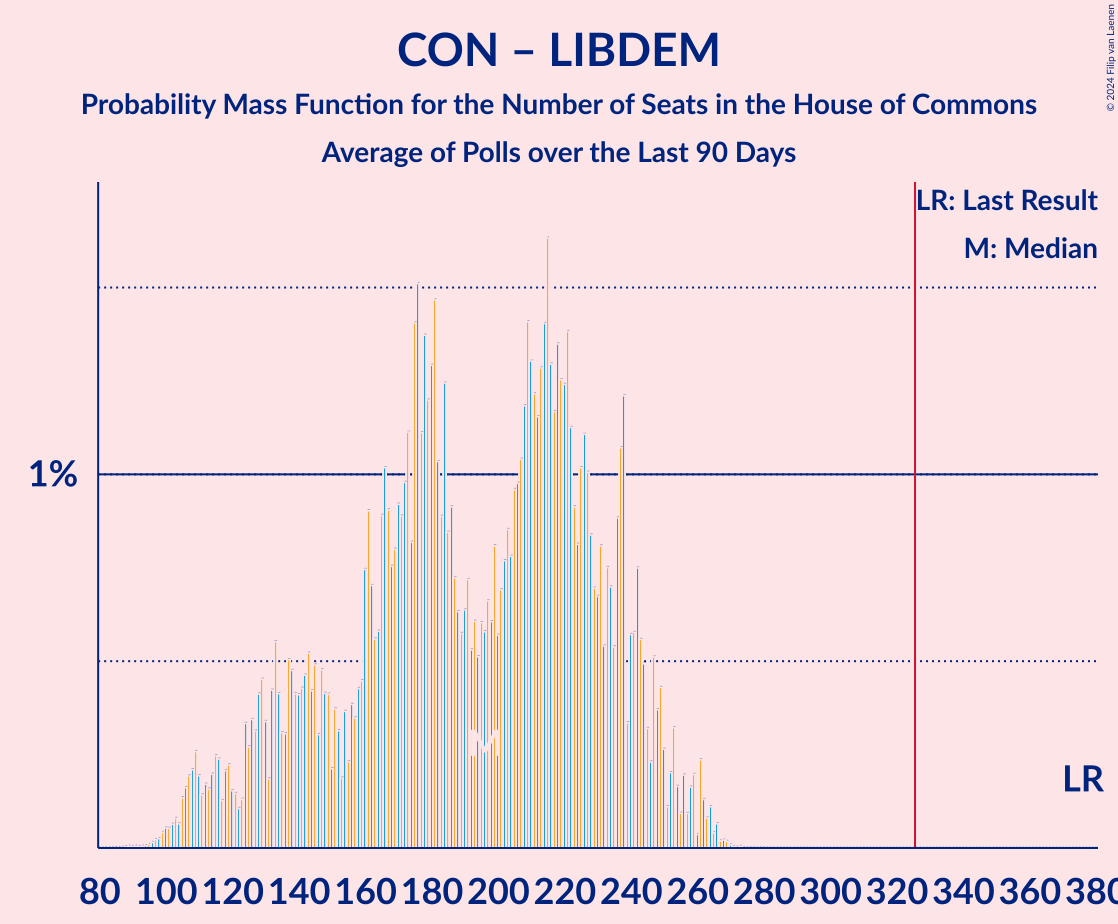 CON – LIBDEM
Probability Mass Function for the Number of Seats in the House of Commons
Average of Polls over the Last 90 Days
© 2024 Filip van Laenen
LR: Last Result
M: Median
1%
M
LR
80 100 120 140 160 180 200 220 240 260 280 300 320 340 360 380